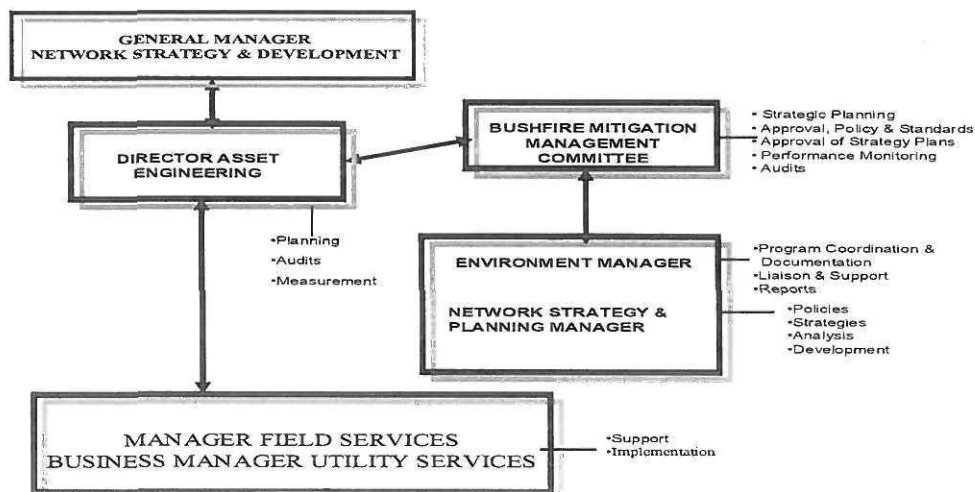 GENERAL MANAGER
NETWORK STRATEGY & DEVELOPMENT
DIRECTOR ASSET
ENGINEERING
•Planning
•Audits
•Measurement
BUSHFIRE MITIGATION
MANAGEMENT
COMMITTEE
• Strategic Planning
• Approval, Policy & Standards
•Approval of Strategy Plans
•Performance Monitoring
•Audits
ENVIRONMENT MANAGER
NETWORK STRATEGY &
PLANNING MANAGER
•Program Coordination &
Documentation
•Liaison & Support
•Reports
•Policies
•Strategies
•Analysis
•Development
MANAGER FIELD SERVICES
BUSINESS MANAGER UTILITY SERVICES
•Support
•Implementation